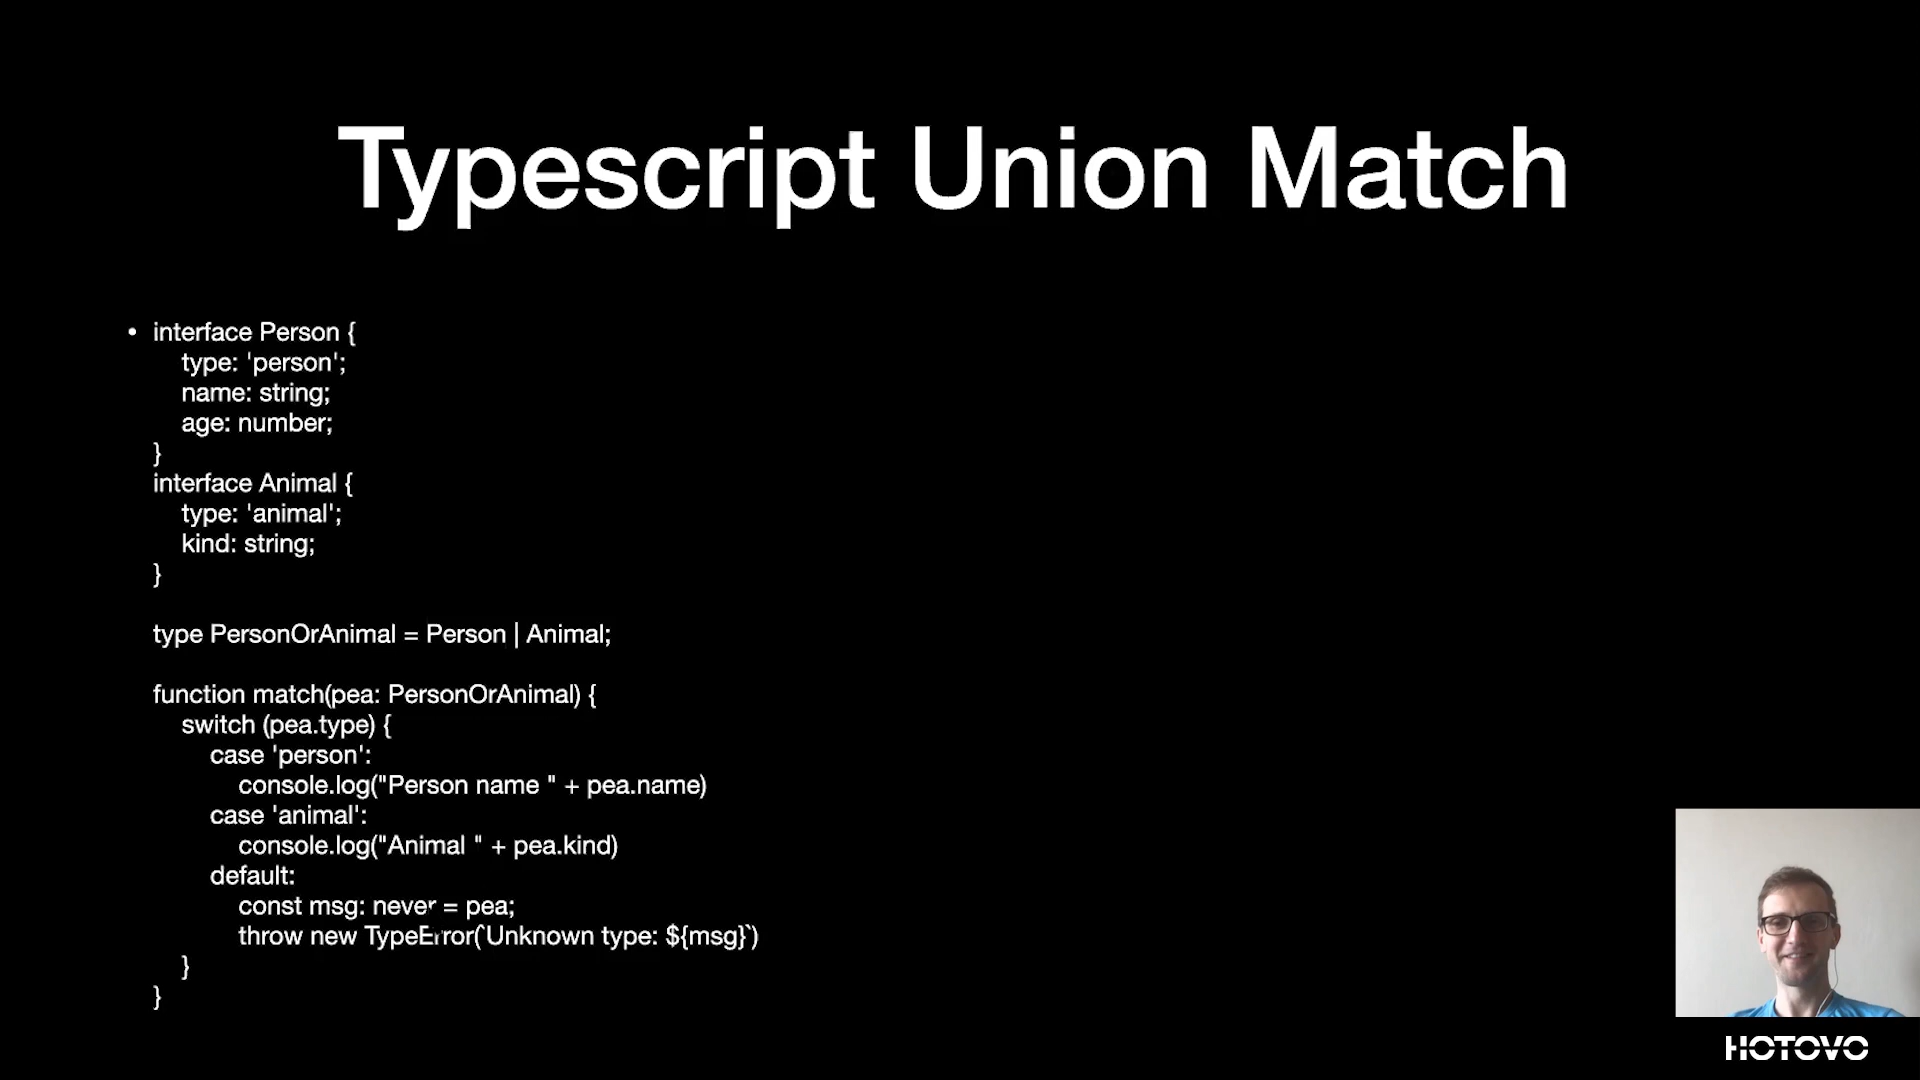 Typescript Union Match
• interface Person {
type: 'person';
name: string;
age: number;
}
interface Animal {
type: 'animal';
kind: string;
}
type PersonOrAnimal = Person | Animal;
function match(pea: PersonOrAnimal) {
switch (pea.type) {
case 'person':
console.log("Person name " + pea.name)
case 'animal':
console.log("Animal " + pea.kind)
default:
const msg: never = pea;
throw new TypeError(`Unknown type: ${msg}`)
}
}
HOTOVO